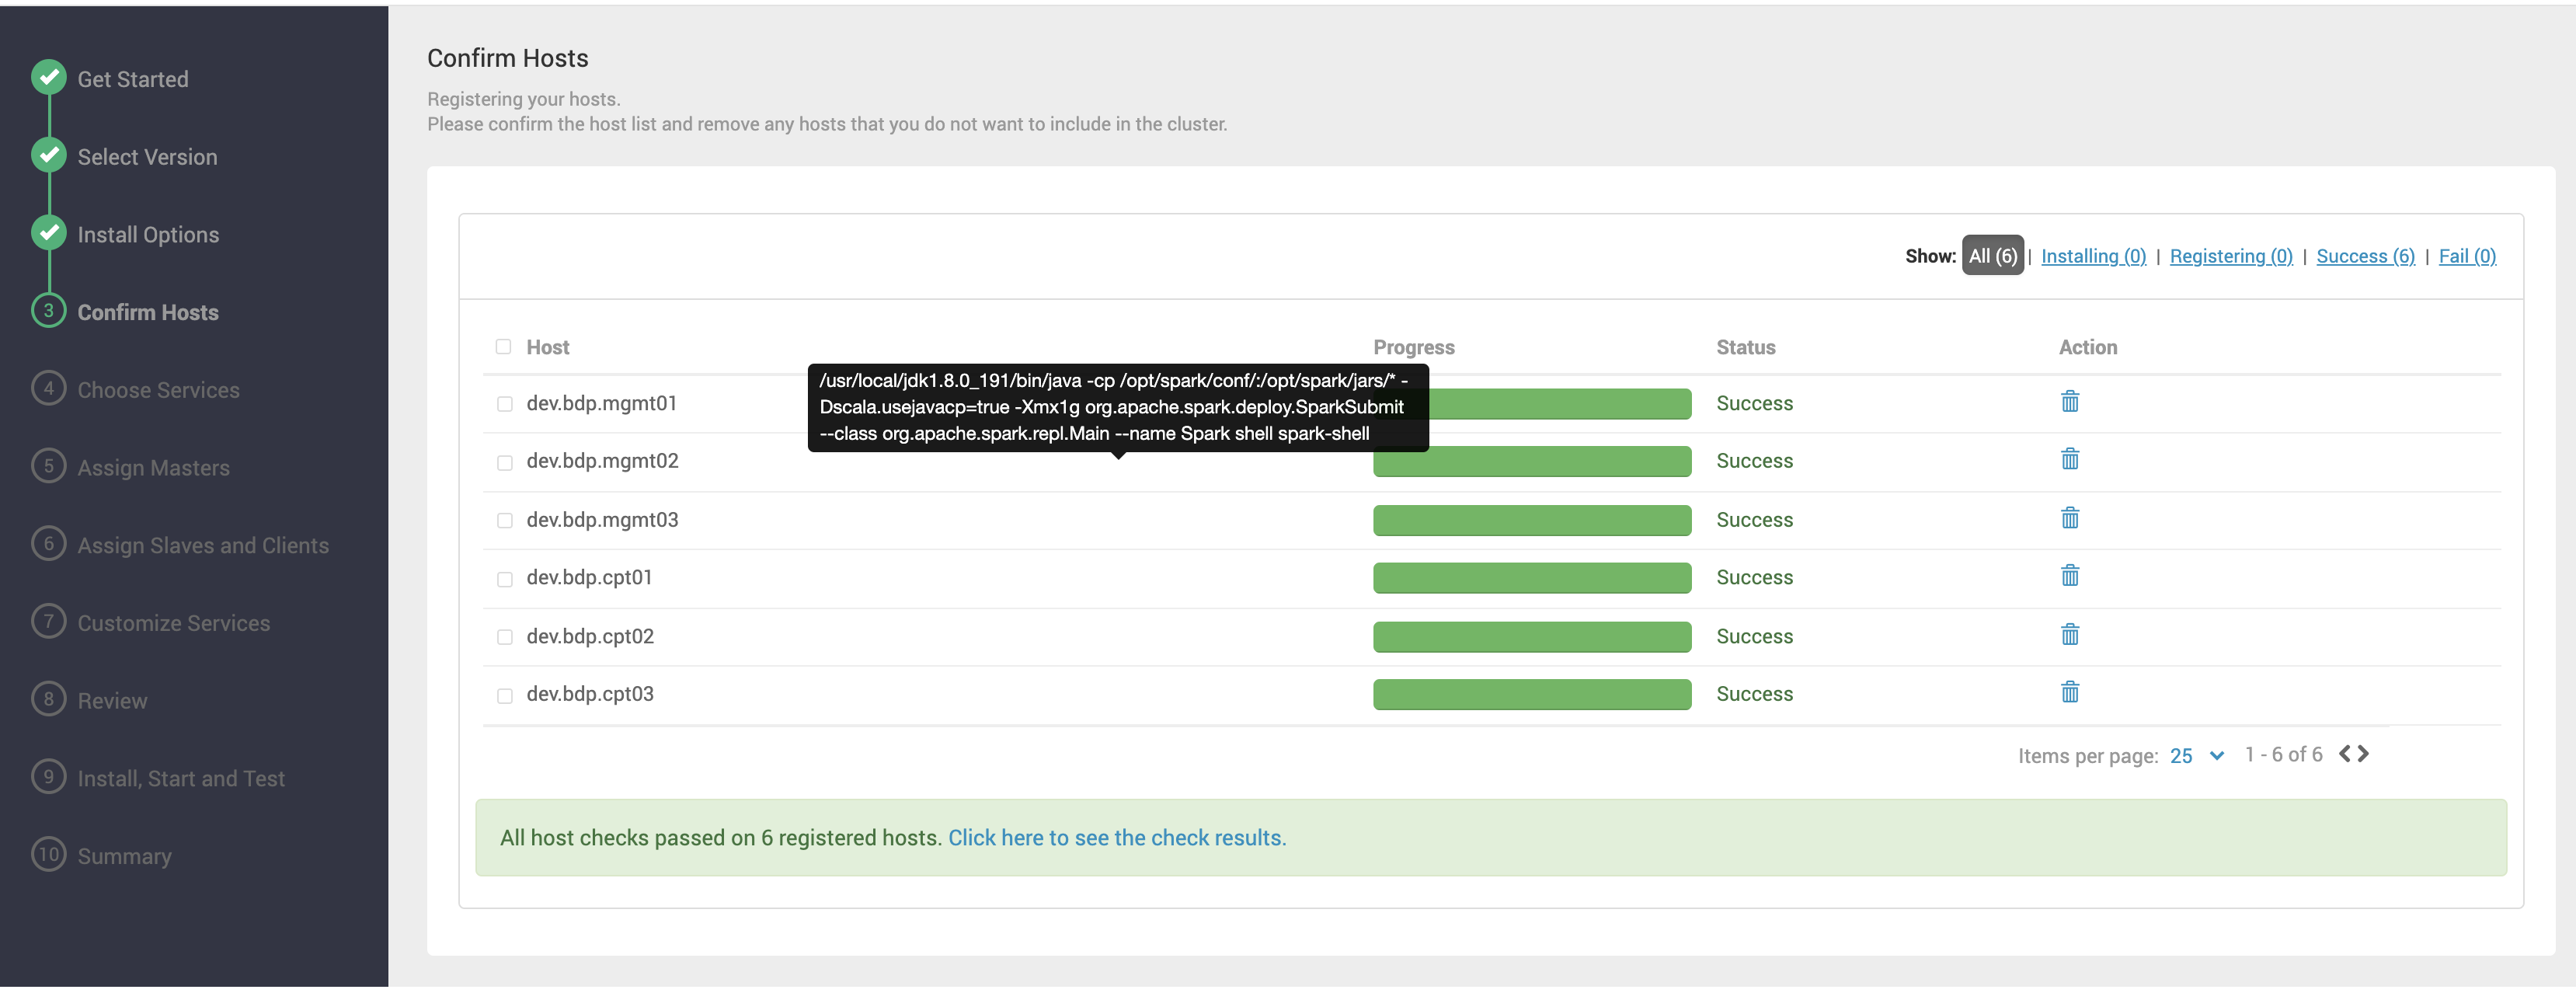 Get Started
Select Version
Install Options
3 Confirm Hosts
4 Choose Services
5 Assign Masters
6 Assign Slaves and Clients
7 Customize Services
8 Review
9 Install, Start and Test
10 Summary
Confirm Hosts
Registering your hosts.
Please confirm the host list and remove any hosts that you do not want to include in the cluster.
Show: All (6) | Installing (0) | Registering (0) | Success (6) | Fail (0)
Host Progress Status Action
/usr/local/jdk1.8.0_191/bin/java -cp /opt/spark/conf/:/opt/spark/jars/* -
Dscala.usejavacp=true -Xmx1g org.apache.spark.deploy.SparkSubmit
--class org.apache.spark.repl.Main --name Spark shell spark-shell
dev.bdp.mgmt01 Success
dev.bdp.mgmt02 Success
dev.bdp.mgmt03 Success
dev.bdp.cpt01 Success
dev.bdp.cpt02 Success
dev.bdp.cpt03 Success
Items per page: 25 1 - 6 of 6
All host checks passed on 6 registered hosts. Click here to see the check results.